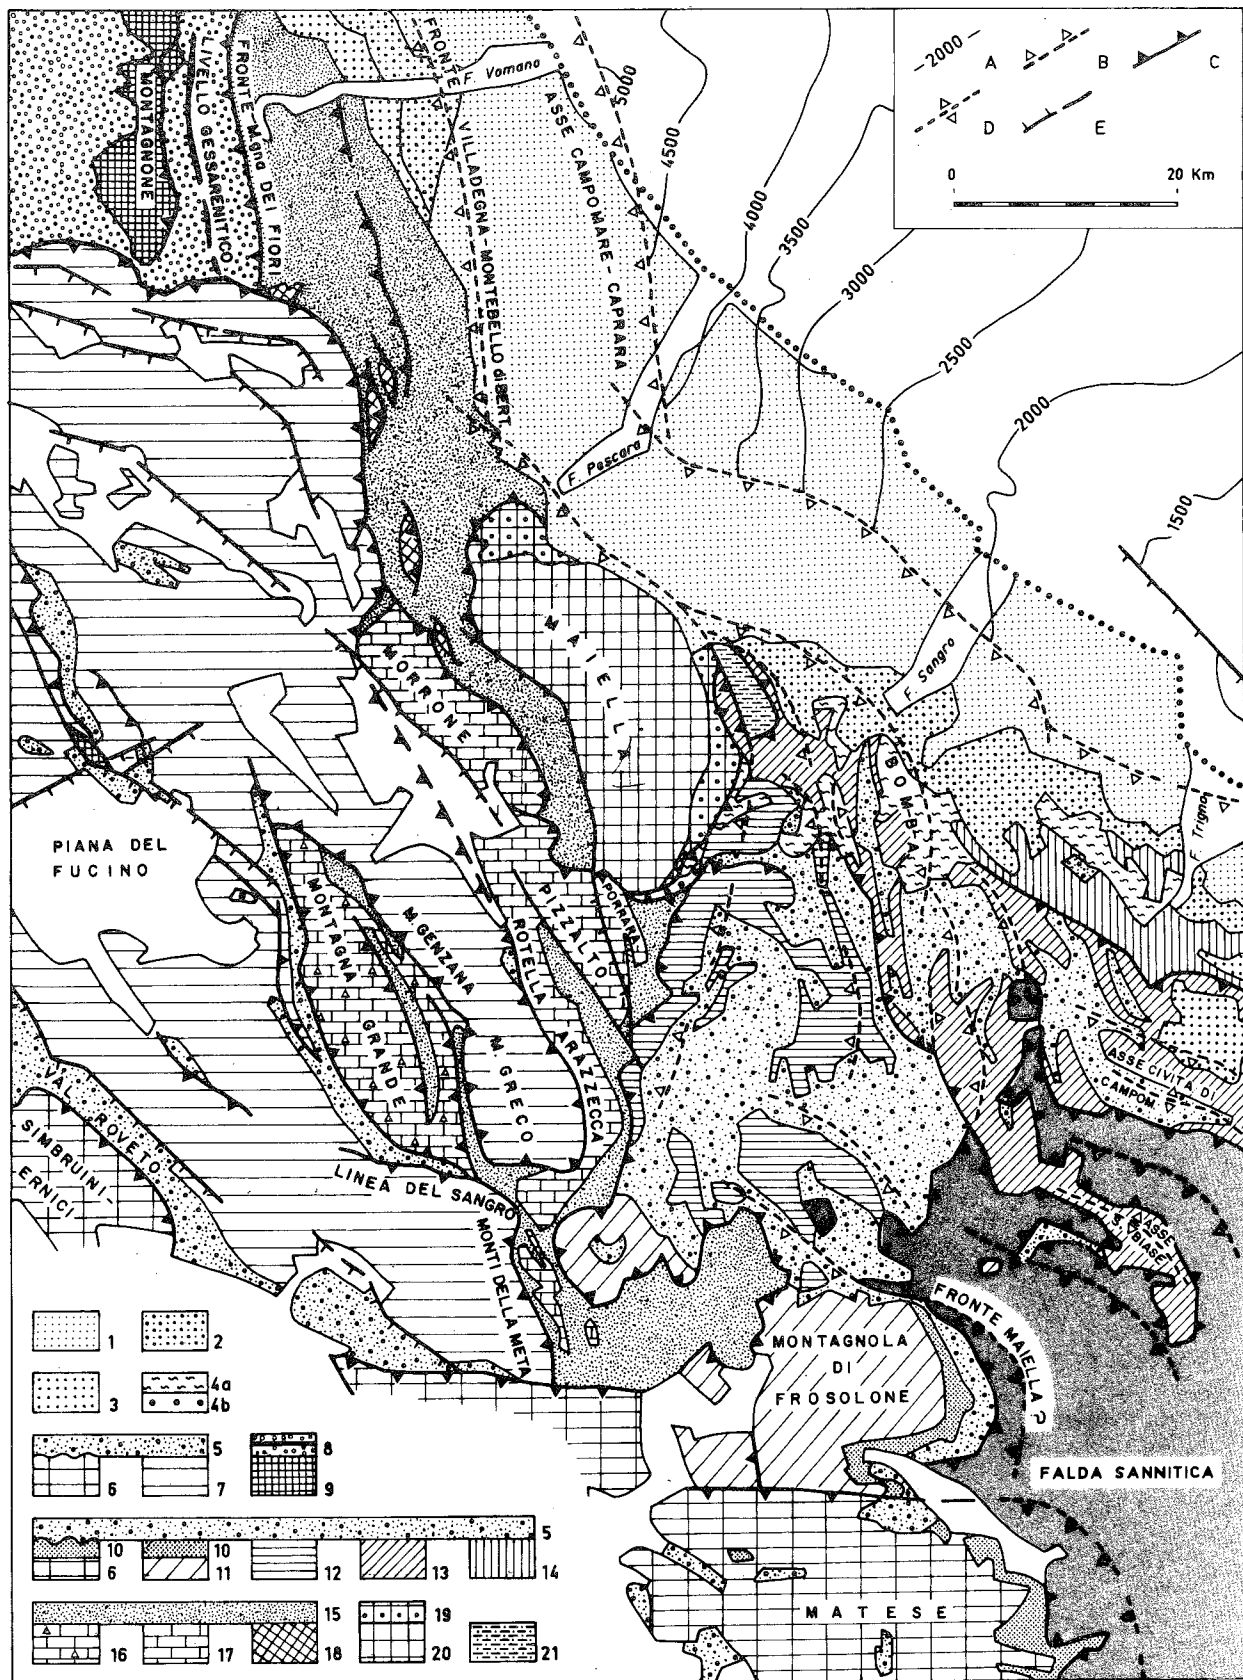 MONTAGNONE
LIVELLO GESSARENITICO
FRONTE M.gna DEI FIORI
FRONTE VILLADEGNA-MONTEBELLO di BERT.
F. Vomano
ASSE CAMPOMARE-CAPRARA
5000
4500
4000
3500
3000
2500
2000
1500
-2000-
A
B
C
D
E
0
20 Km
F. Pescara
F. Sangro
F. Trigno
MAIELLA
MORRONE
BOMBA
PIANA DEL
FUCINO
MONTAGNA
GRANDE
M. GENZANA
M. GRECO
ROTELLA
ARAZZECCA
PIZZALTO
PORRARA
VAL ROVETO
SIMBRUINI-
ERNICI
LINEA DEL SANGRO
MONTI DELLA META
ASSE CIVITA DI
CAMPOM.
ASSE
S. BIASE
FRONTE MAIELLA ?
MONTAGNOLA
DI
FROSOLONE
FALDA SANNITICA
MATESE
1
2
3
4a
4b
5
6
7
8
9
5
10
10
6
11
12
13
14
15
16
17
18
19
20
21